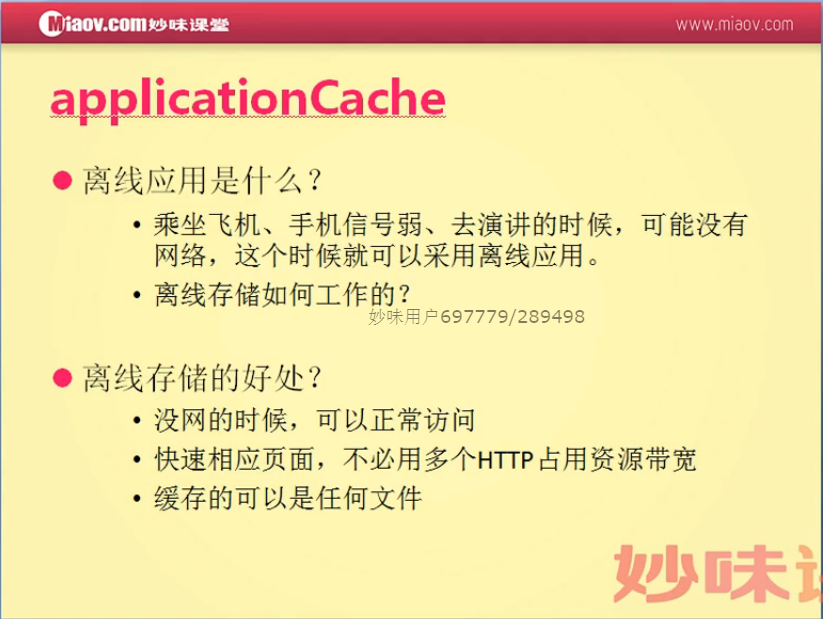 Miaov.com妙味课堂
www.miaov.com
applicationCache
离线应用是什么？
• 乘坐飞机、手机信号弱、去演讲的时候，可能没有
网络，这个时候就可以采用离线应用。
• 离线存储如何工作的？
妙味用户697779/289498
离线存储的好处？
• 没网的时候，可以正常访问
• 快速相应页面，不必用多个HTTP占用资源带宽
• 缓存的可以是任何文件
妙味